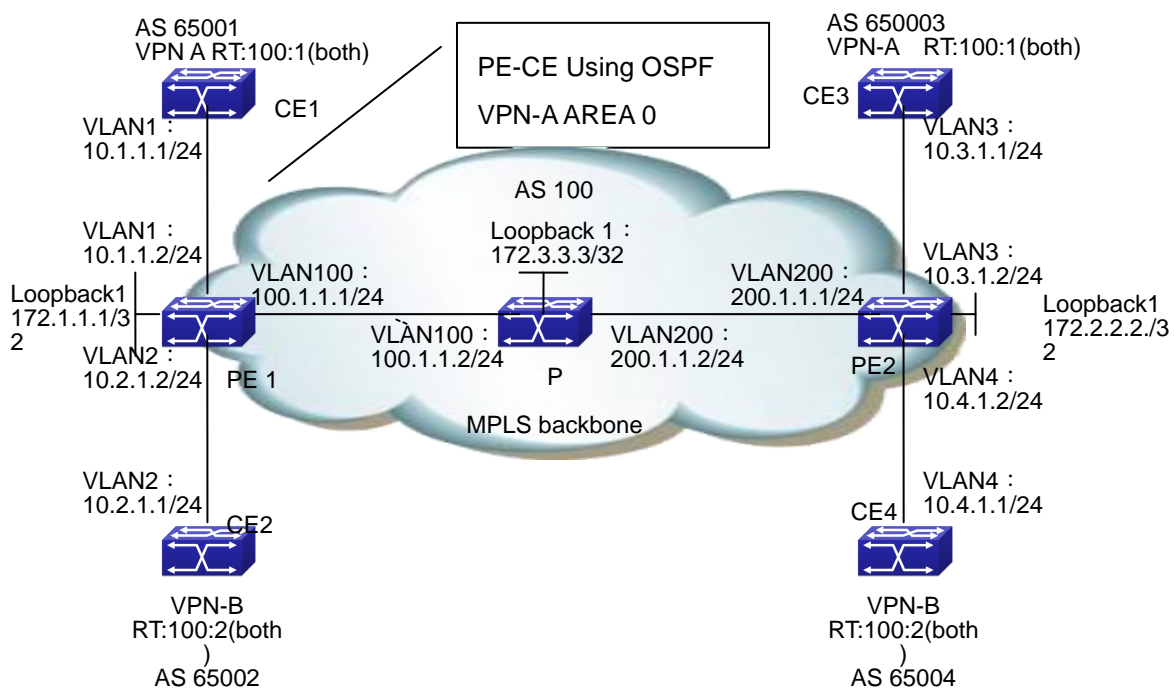 AS 65001
VPN A RT:100:1(both)
CE1
VLAN1：
10.1.1.1/24
PE-CE Using OSPF
VPN-A AREA 0
AS 650003
VPN-A RT:100:1(both)
CE3
VLAN3：
10.3.1.1/24
AS 100
Loopback 1：
172.3.3.3/32
VLAN1：
10.1.1.2/24
VLAN100：
100.1.1.1/24
VLAN200：
200.1.1.1/24
VLAN3：
10.3.1.2/24
Loopback1
172.1.1.1/3
2
VLAN100：
100.1.1.2/24
VLAN200：
200.1.1.2/24
Loopback1
172.2.2.2./3
2
VLAN2：
10.2.1.2/24
PE 1
P
PE2
VLAN4：
10.4.1.2/24
MPLS backbone
VLAN2：
10.2.1.1/24
CE2
VLAN4：
10.4.1.1/24
CE4
VPN-B
RT:100:2(both
)
AS 65002
VPN-B
RT:100:2(both
)
AS 65004